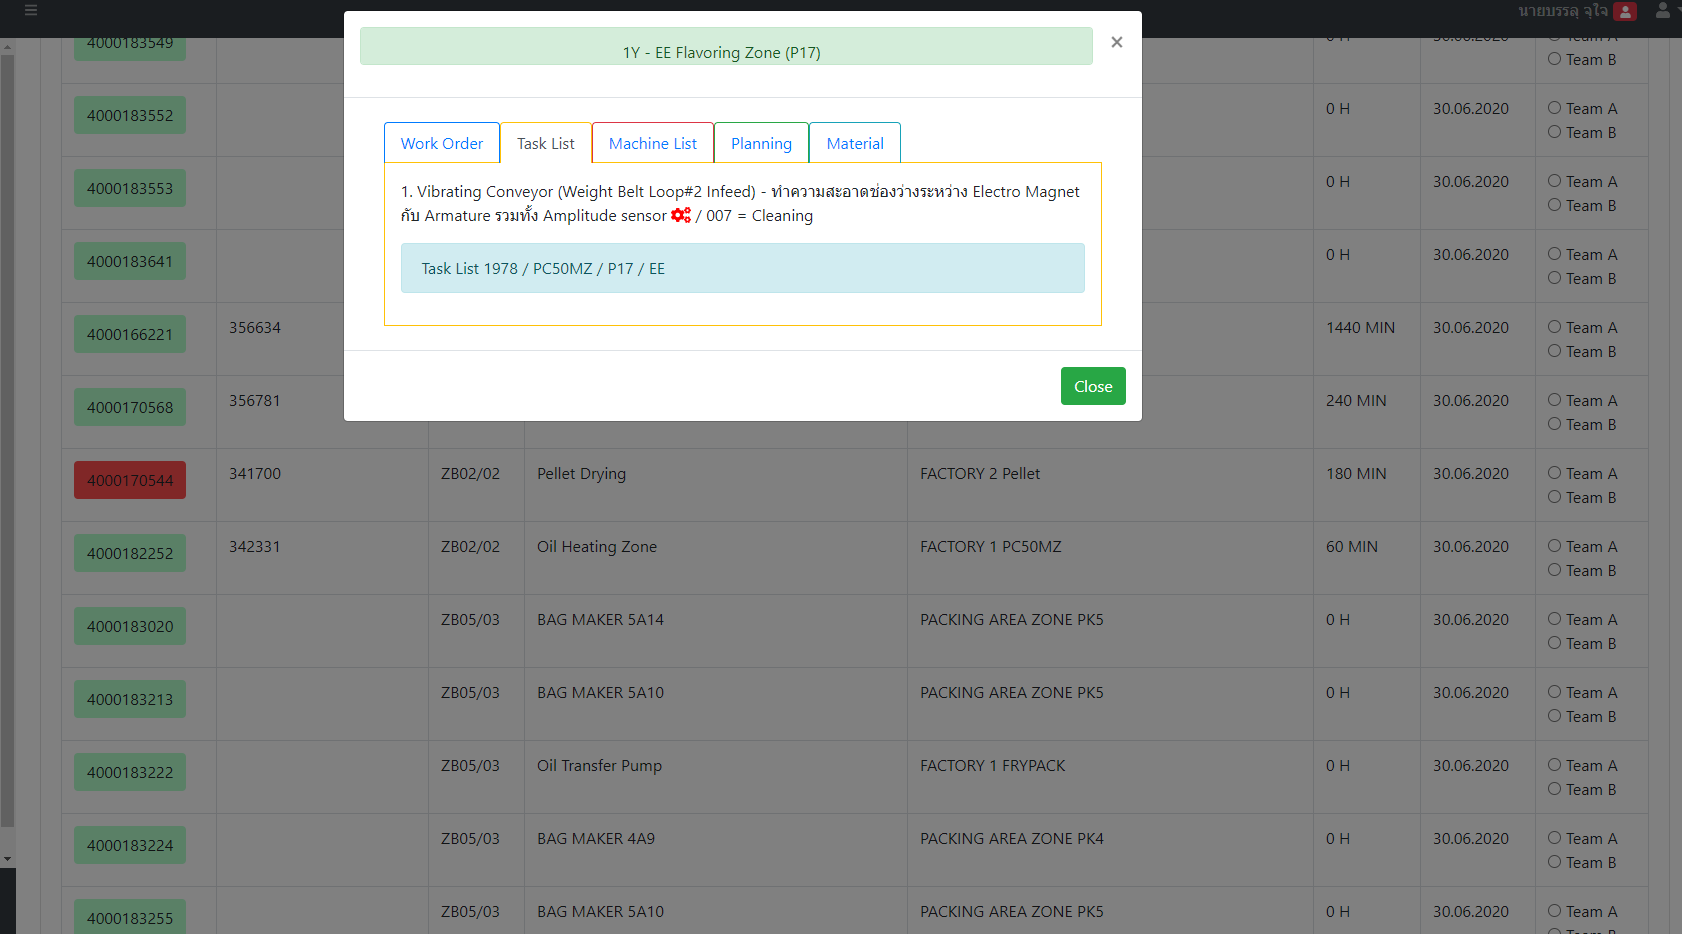 นายบรรลุ จุใจ
1Y - EE Flavoring Zone (P17)
×
Work Order Task List Machine List Planning Material
1. Vibrating Conveyor (Weight Belt Loop#2 Infeed) - ทำความสะอาดช่องว่างระหว่าง Electro Magnet
กับ Armature รวมทั้ง Amplitude sensor / 007 = Cleaning
Task List 1978 / PC50MZ / P17 / EE
Close
4000183549
Team B
4000183552 0 H 30.06.2020 Team A
Team B
4000183553 0 H 30.06.2020 Team A
Team B
4000183641 0 H 30.06.2020 Team A
Team B
4000166221 356634 1440 MIN 30.06.2020 Team A
Team B
4000170568 356781 240 MIN 30.06.2020 Team A
Team B
4000170544 341700 ZB02/02 Pellet Drying FACTORY 2 Pellet 180 MIN 30.06.2020 Team A
Team B
4000182252 342331 ZB02/02 Oil Heating Zone FACTORY 1 PC50MZ 60 MIN 30.06.2020 Team A
Team B
4000183020 ZB05/03 BAG MAKER 5A14 PACKING AREA ZONE PK5 0 H 30.06.2020 Team A
Team B
4000183213 ZB05/03 BAG MAKER 5A10 PACKING AREA ZONE PK5 0 H 30.06.2020 Team A
Team B
4000183222 ZB05/03 Oil Transfer Pump FACTORY 1 FRYPACK 0 H 30.06.2020 Team A
Team B
4000183224 ZB05/03 BAG MAKER 4A9 PACKING AREA ZONE PK4 0 H 30.06.2020 Team A
Team B
4000183255 ZB05/03 BAG MAKER 5A10 PACKING AREA ZONE PK5 0 H 30.06.2020 Team A